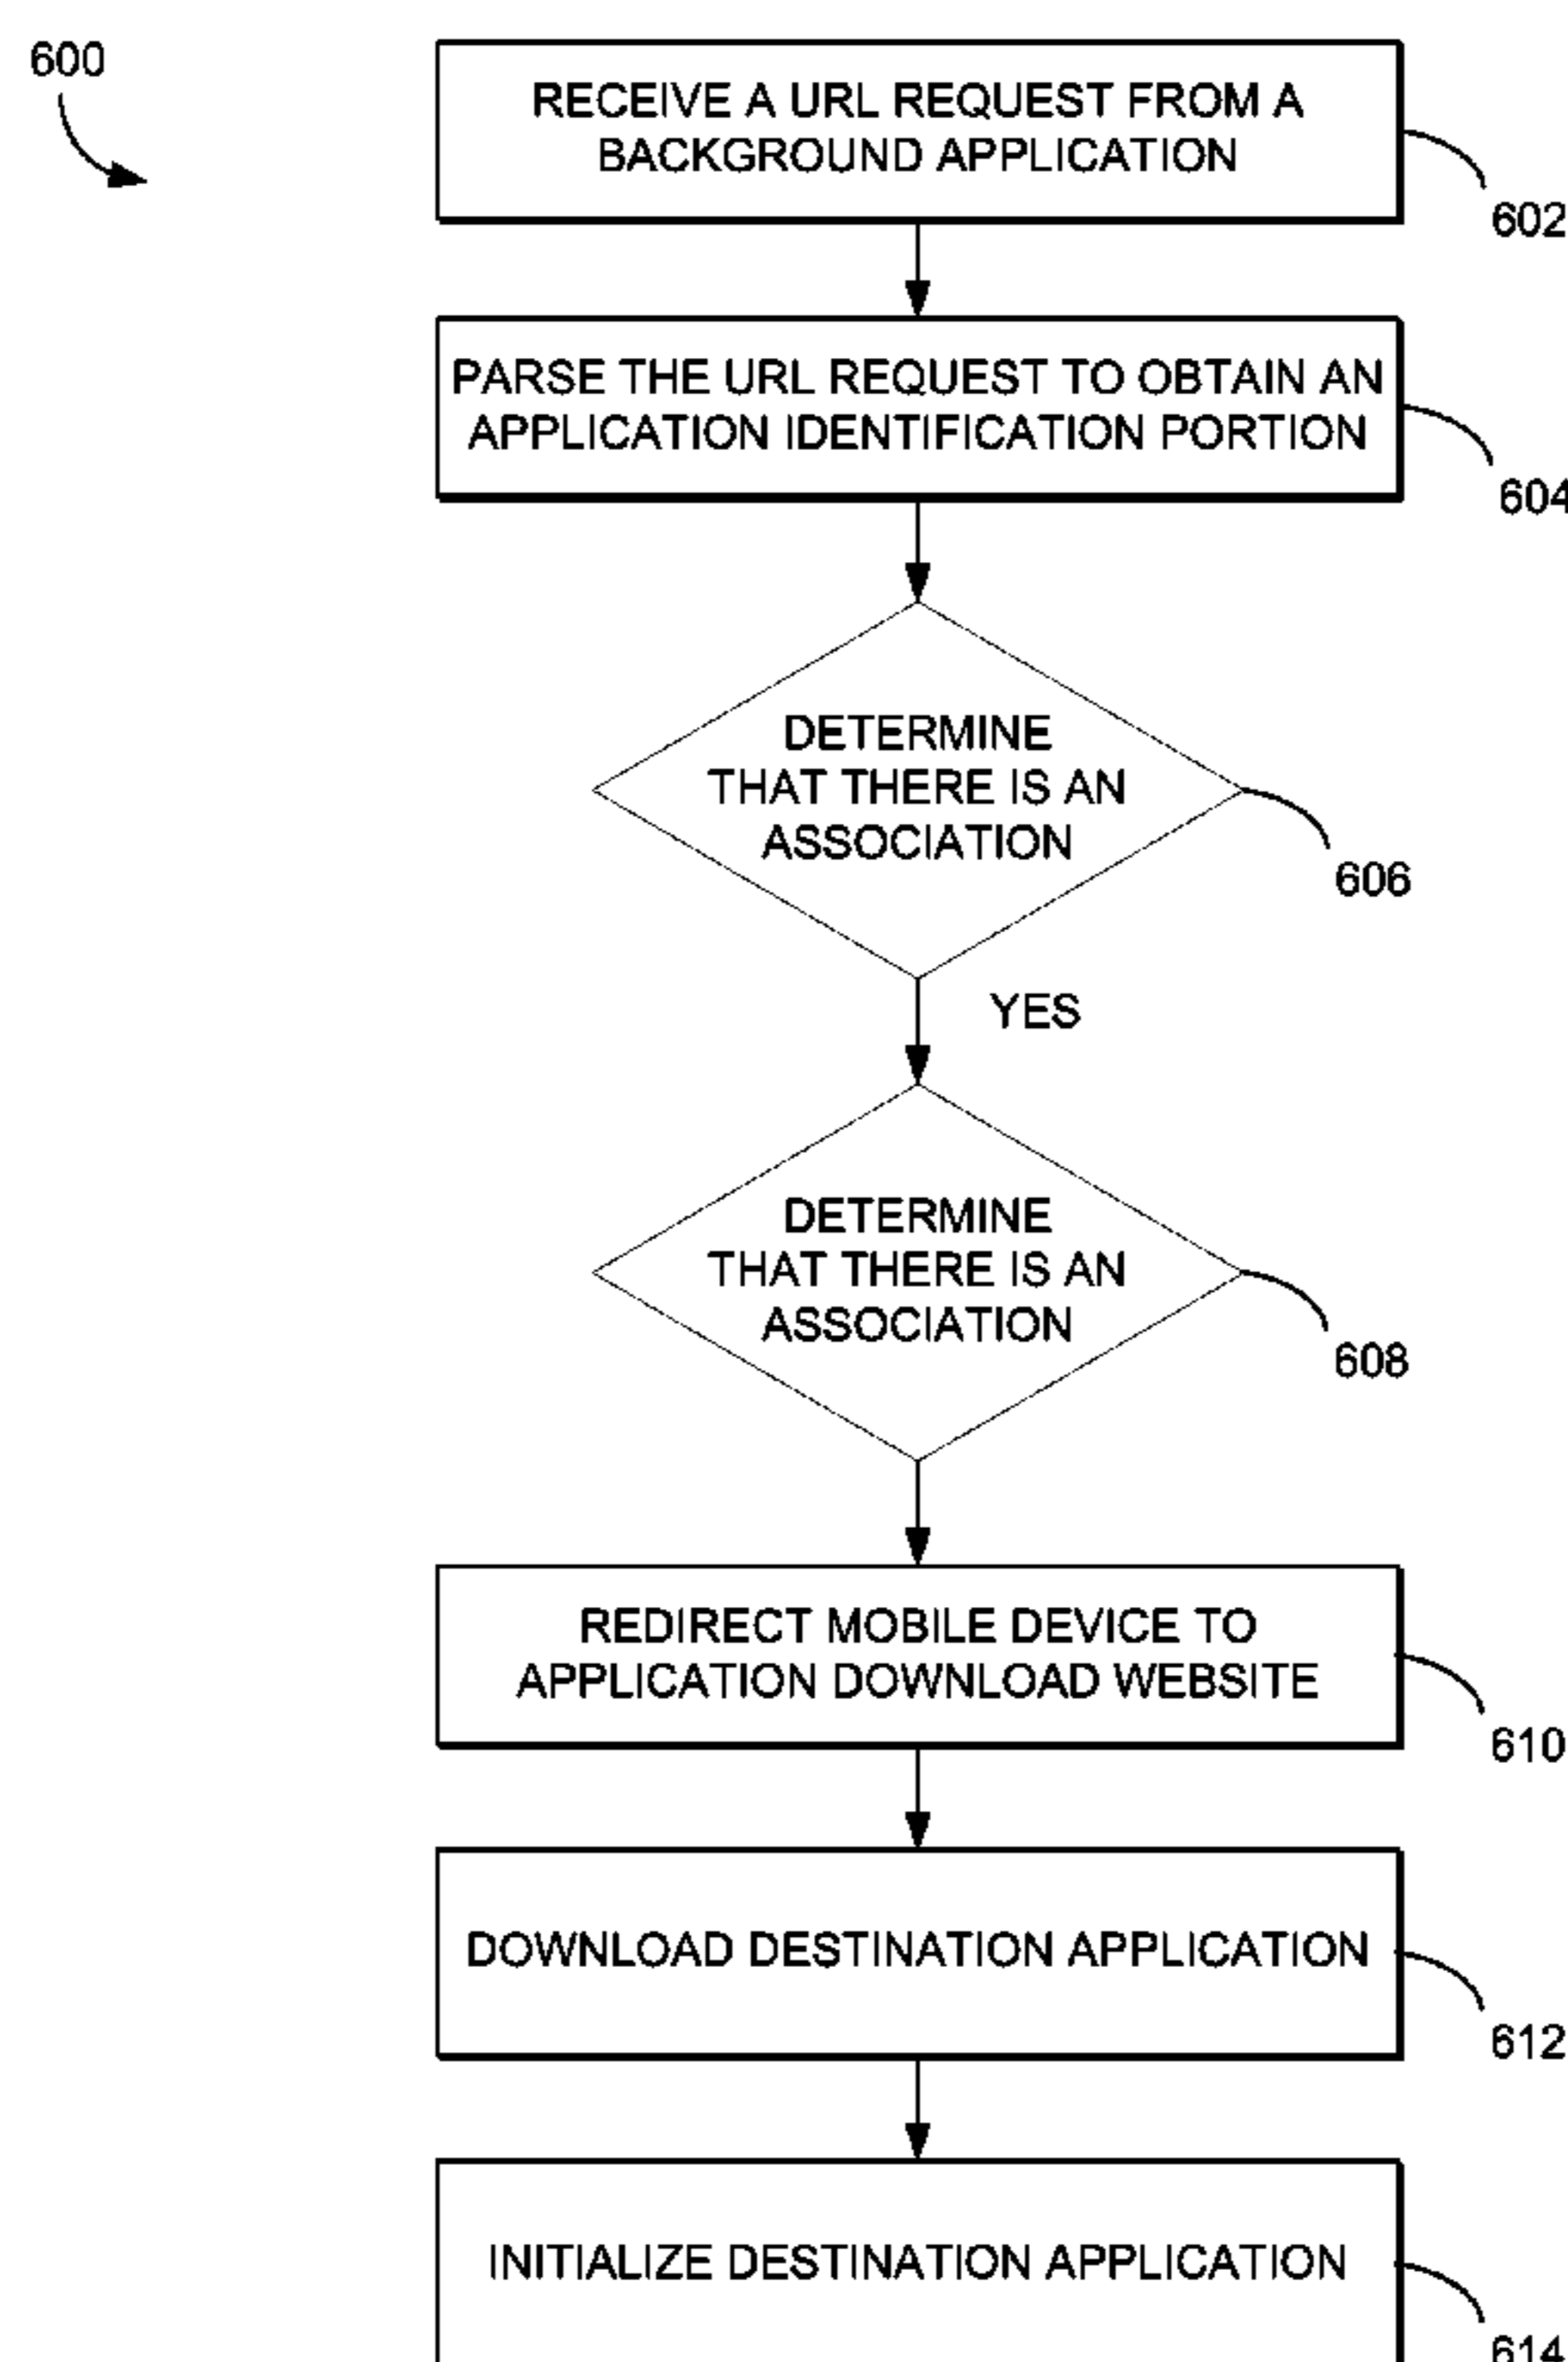 600
RECEIVE A URL REQUEST FROM A
BACKGROUND APPLICATION
602
PARSE THE URL REQUEST TO OBTAIN AN
APPLICATION IDENTIFICATION PORTION
604
DETERMINE
THAT THERE IS AN
ASSOCIATION
606
YES
DETERMINE
THAT THERE IS AN
ASSOCIATION
608
REDIRECT MOBILE DEVICE TO
APPLICATION DOWNLOAD WEBSITE
610
DOWNLOAD DESTINATION APPLICATION
612
INITIALIZE DESTINATION APPLICATION
614